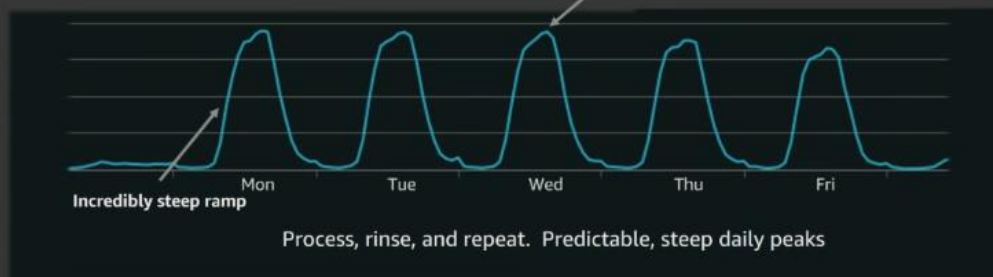 Mon Tue Wed Thu Fri
Incredibly steep ramp
Process, rinse, and repeat. Predictable, steep daily peaks